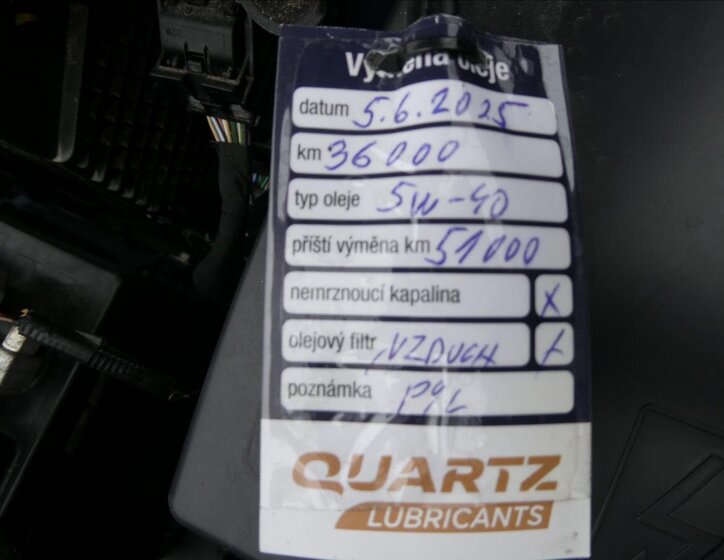 Výměna oleje
datum 5.6.2025
km 36000
typ oleje 5W-40
příští výměna km 51000
nemrznoucí kapalina X
olejový filtr, VZDUCH X
poznámka PYL
QUARTZ
LUBRICANTS